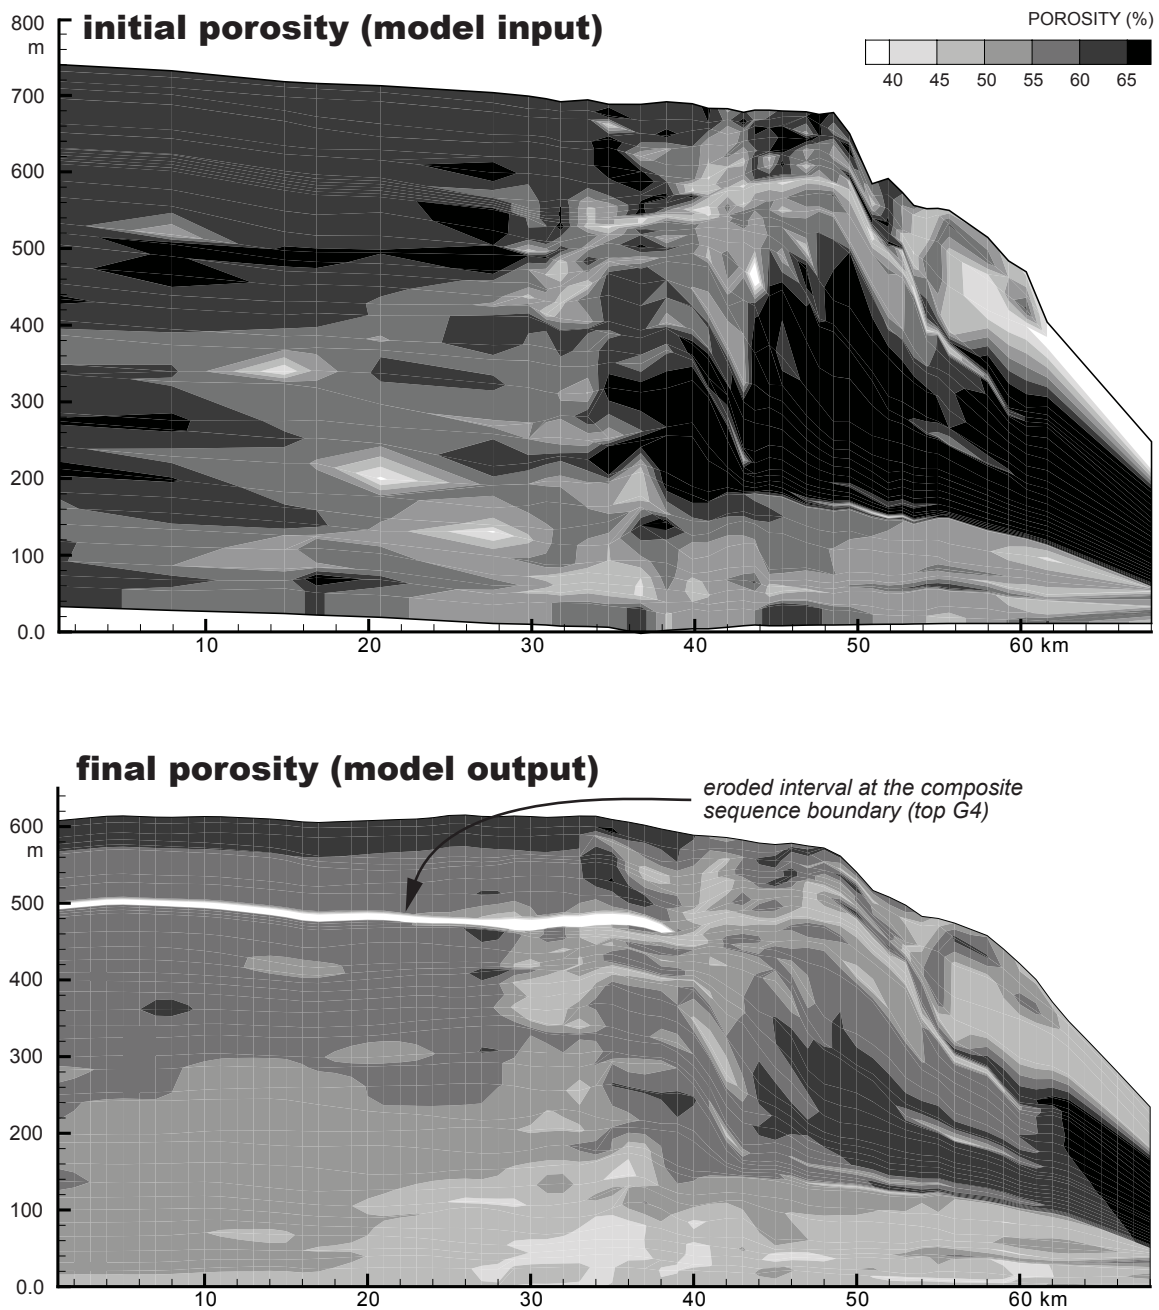 initial porosity (model input)
POROSITY (%)
40 45 50 55 60 65
800
m
700
600
500
400
300
200
100
0.0
10 20 30 40 50 60 km
final porosity (model output)
eroded interval at the composite
sequence boundary (top G4)
600
m
500
400
300
200
100
0.0
10 20 30 40 50 60 km